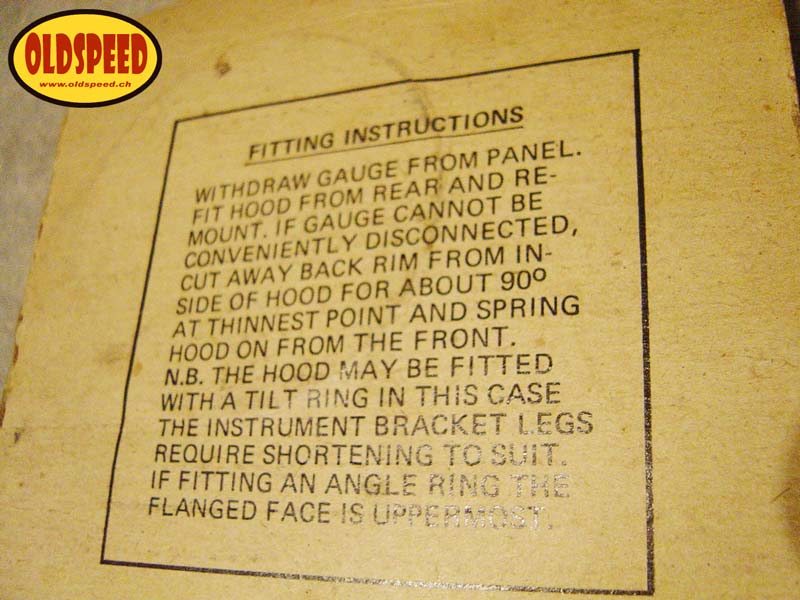 OLDSPEED
www.oldspeed.ch
FITTING INSTRUCTIONS
WITHDRAW GAUGE FROM PANEL.
FIT HOOD FROM REAR AND RE-
MOUNT. IF GAUGE CANNOT BE
CONVENIENTLY DISCONNECTED,
CUT AWAY BACK RIM FROM IN-
SIDE OF HOOD FOR ABOUT 90º
AT THINNEST POINT AND SPRING
HOOD ON FROM THE FRONT.
N.B. THE HOOD MAY BE FITTED
WITH A TILT RING IN THIS CASE
THE INSTRUMENT BRACKET LEGS
REQUIRE SHORTENING TO SUIT.
IF FITTING AN ANGLE RING THE
FLANGED FACE IS UPPERMOST.